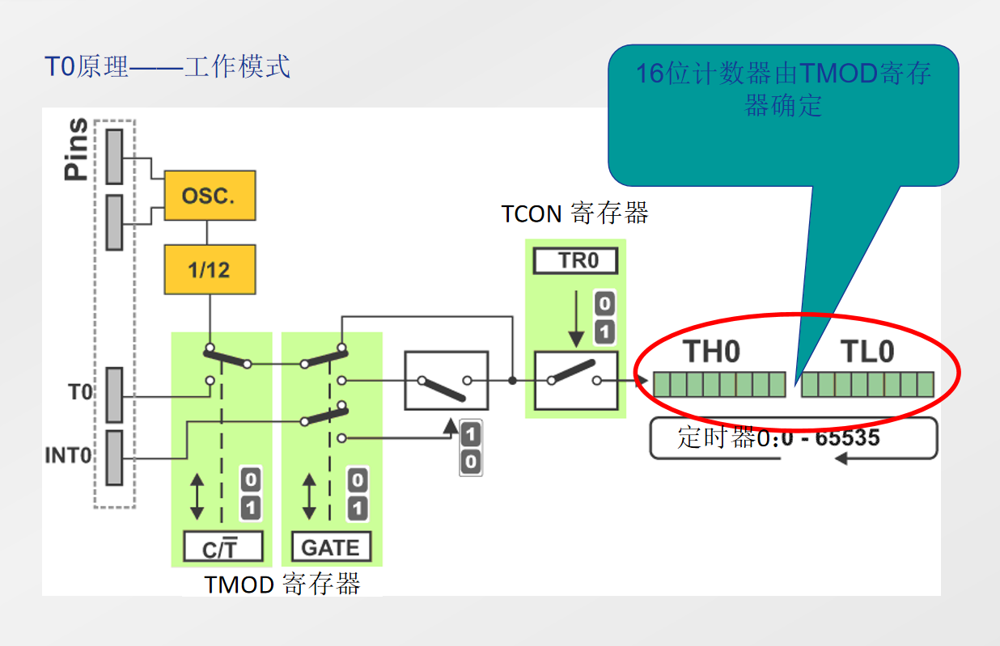 T0原理——工作模式
16位计数器由TMOD寄存
器确定
Pins
OSC.
1/12
TCON 寄存器
TR0
0
1
TH0
TL0
T0
INT0
1
0
定时器0:0 - 65535
0
1
0
1
C/T̅
GATE
TMOD 寄存器